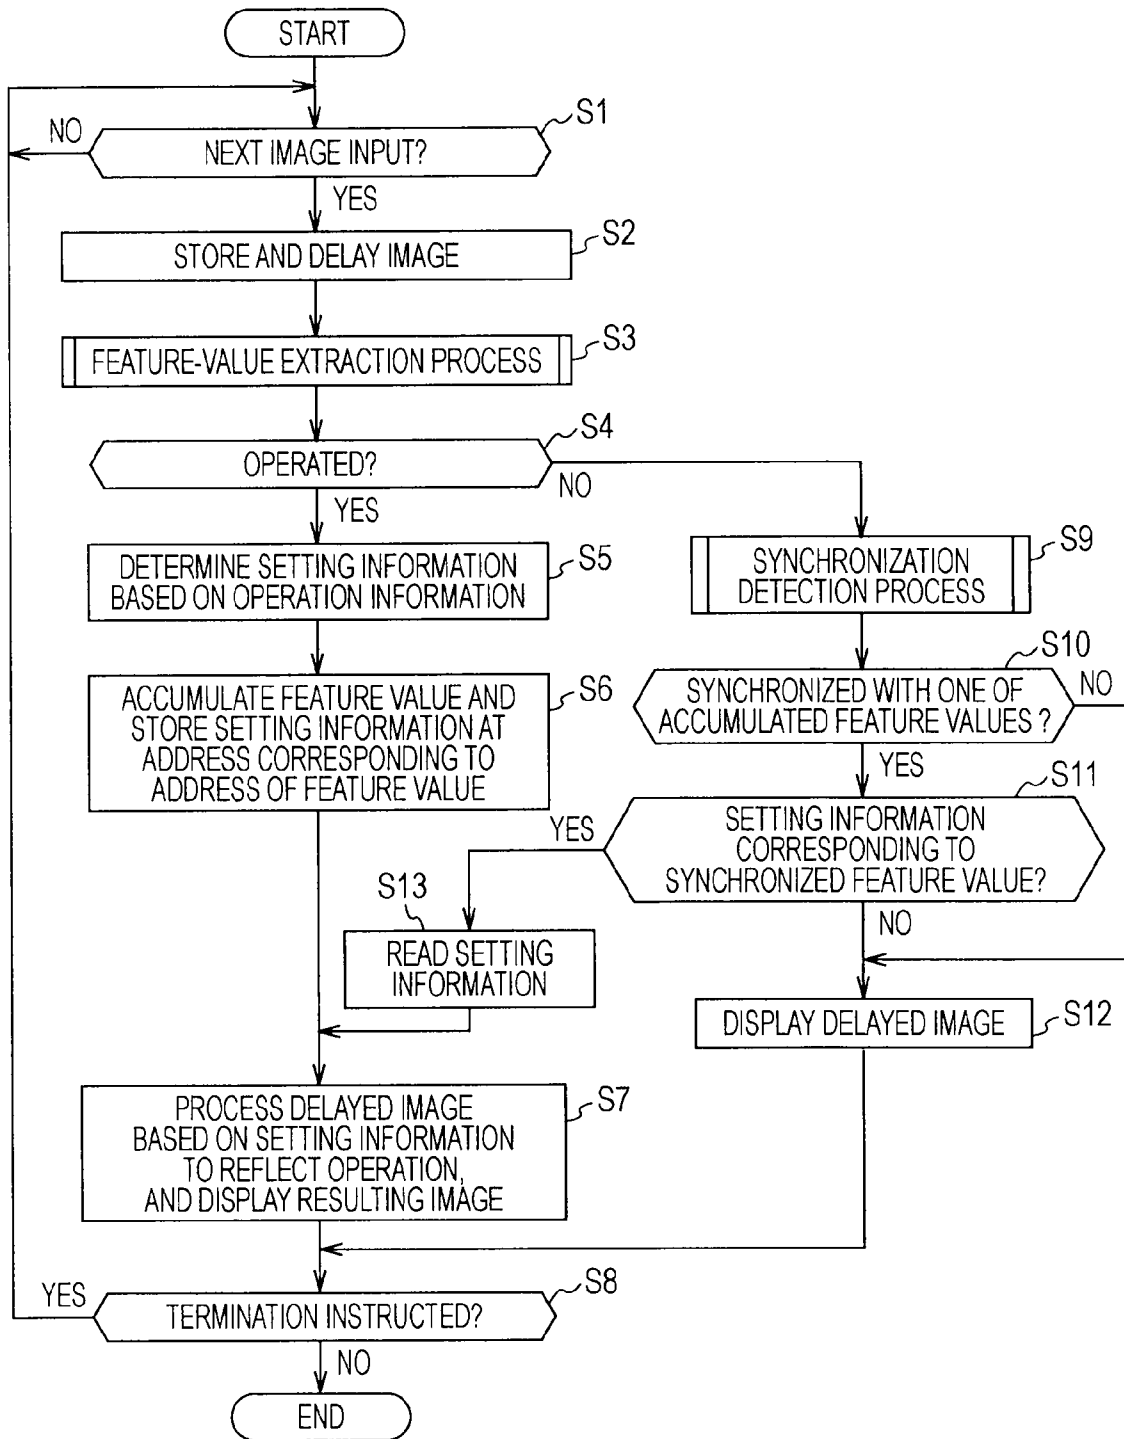 START
S1
NO
NEXT IMAGE INPUT?
YES
S2
STORE AND DELAY IMAGE
S3
FEATURE-VALUE EXTRACTION PROCESS
S4
OPERATED?
NO
YES
S5
DETERMINE SETTING INFORMATION
BASED ON OPERATION INFORMATION
S9
SYNCHRONIZATION
DETECTION PROCESS
S6
ACCUMULATE FEATURE VALUE AND
STORE SETTING INFORMATION AT
ADDRESS CORRESPONDING TO
ADDRESS OF FEATURE VALUE
S10
NO
SYNCHRONIZED WITH ONE OF
ACCUMULATED FEATURE VALUES ?
YES
S11
YES
SETTING INFORMATION
CORRESPONDING TO
SYNCHRONIZED FEATURE VALUE?
NO
S13
READ SETTING
INFORMATION
DISPLAY DELAYED IMAGE
S12
S7
PROCESS DELAYED IMAGE
BASED ON SETTING INFORMATION
TO REFLECT OPERATION,
AND DISPLAY RESULTING IMAGE
S8
YES
TERMINATION INSTRUCTED?
NO
END